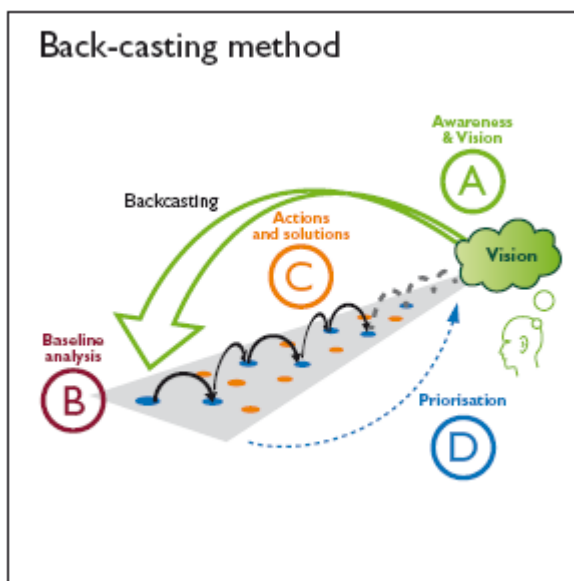 Back-casting method
Awareness
& Vision
A
Backcasting
Actions
and solutions
C
Vision
Baseline
analysis
B
Priorisation
D